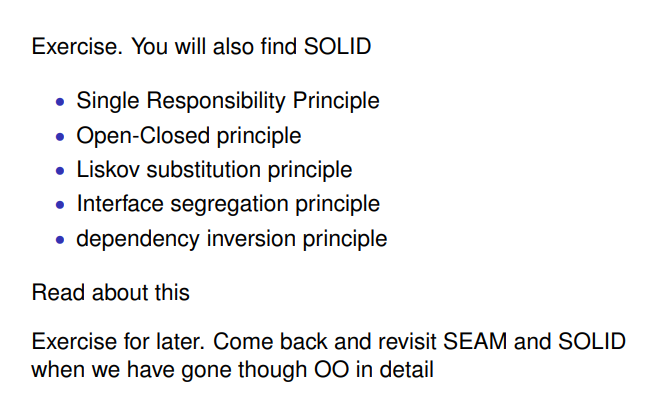 Exercise. You will also find SOLID
• Single Responsibility Principle
• Open-Closed principle
• Liskov substitution principle
• Interface segregation principle
• dependency inversion principle
Read about this
Exercise for later. Come back and revisit SEAM and SOLID
when we have gone though OO in detail